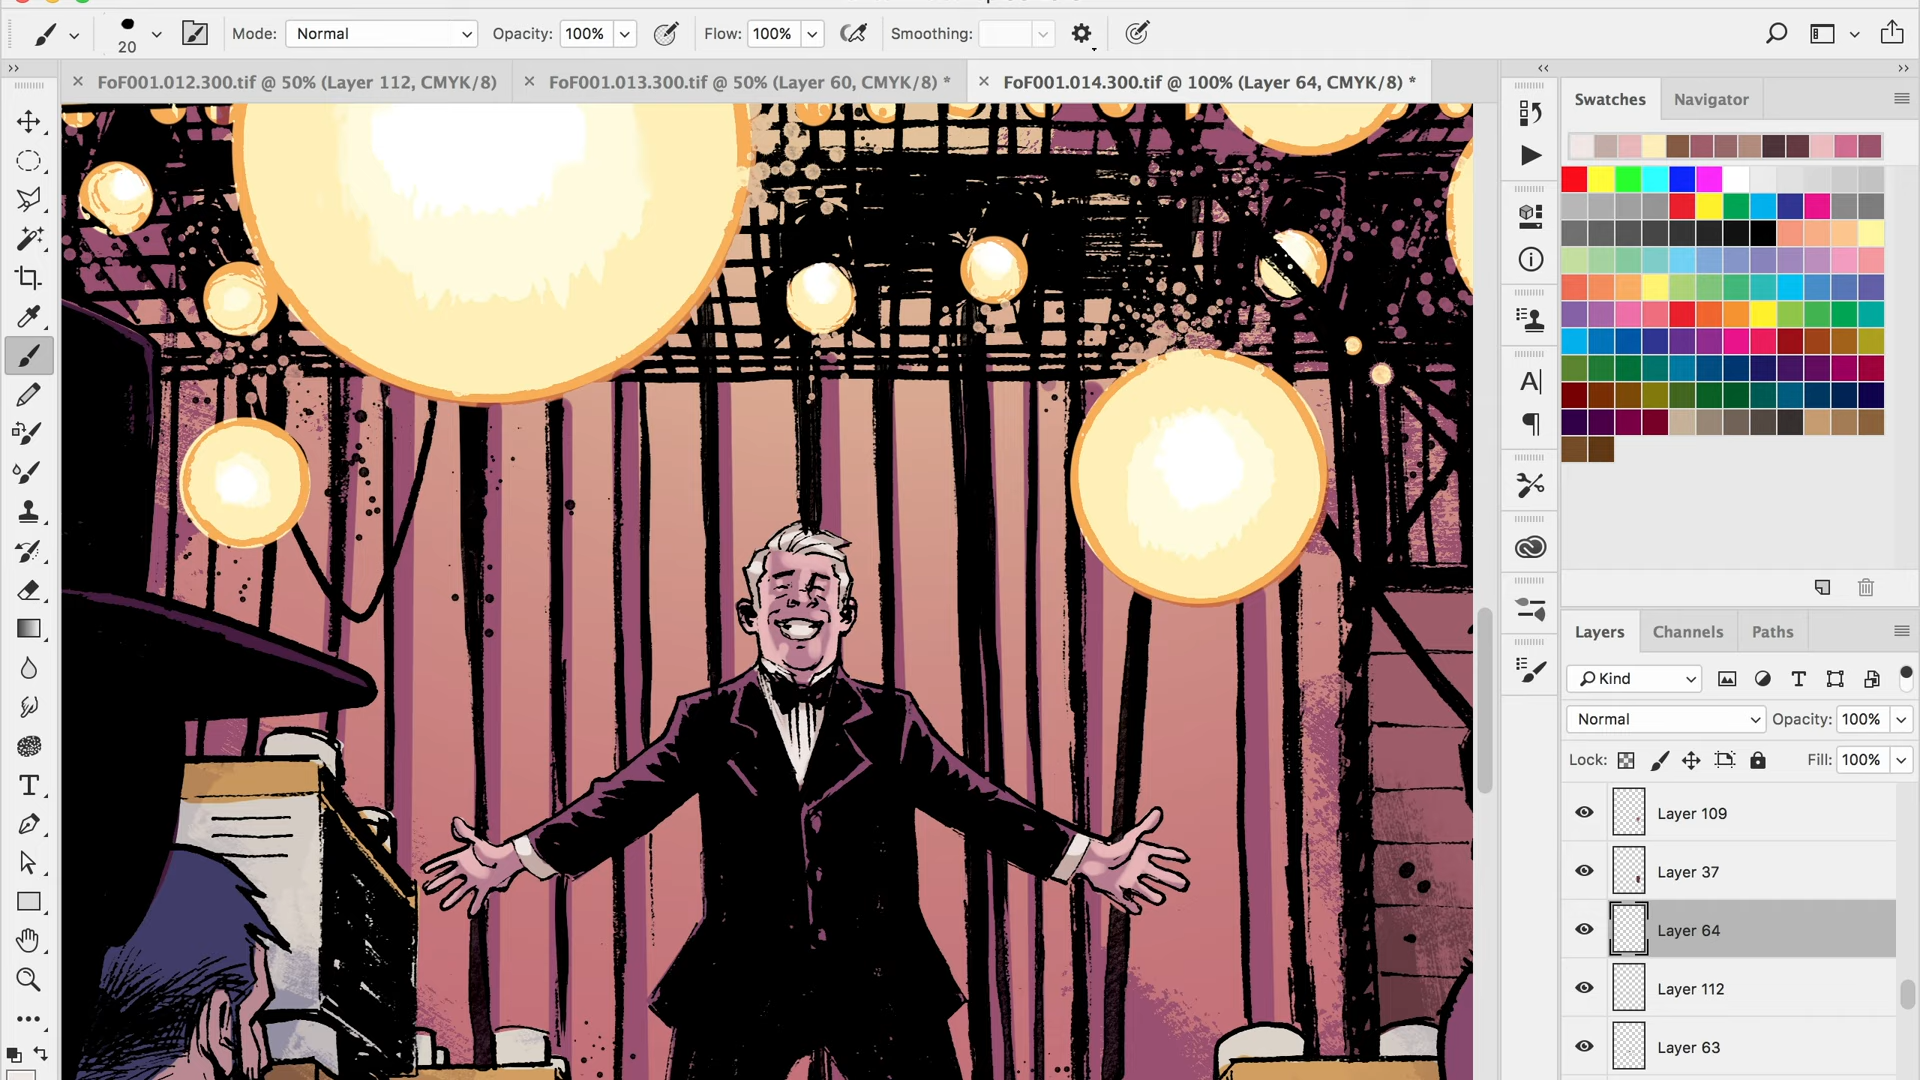 20
Mode: Normal
Opacity: 100%
Flow: 100%
Smoothing:
FoF001.012.300.tif @ 50% (Layer 112, CMYK/8)
FoF001.013.300.tif @ 50% (Layer 60, CMYK/8) *
FoF001.014.300.tif @ 100% (Layer 64, CMYK/8) *
Swatches
Navigator
Layers
Channels
Paths
Kind
Normal
Opacity: 100%
Lock:
Fill: 100%
Layer 109
Layer 37
Layer 64
Layer 112
Layer 63